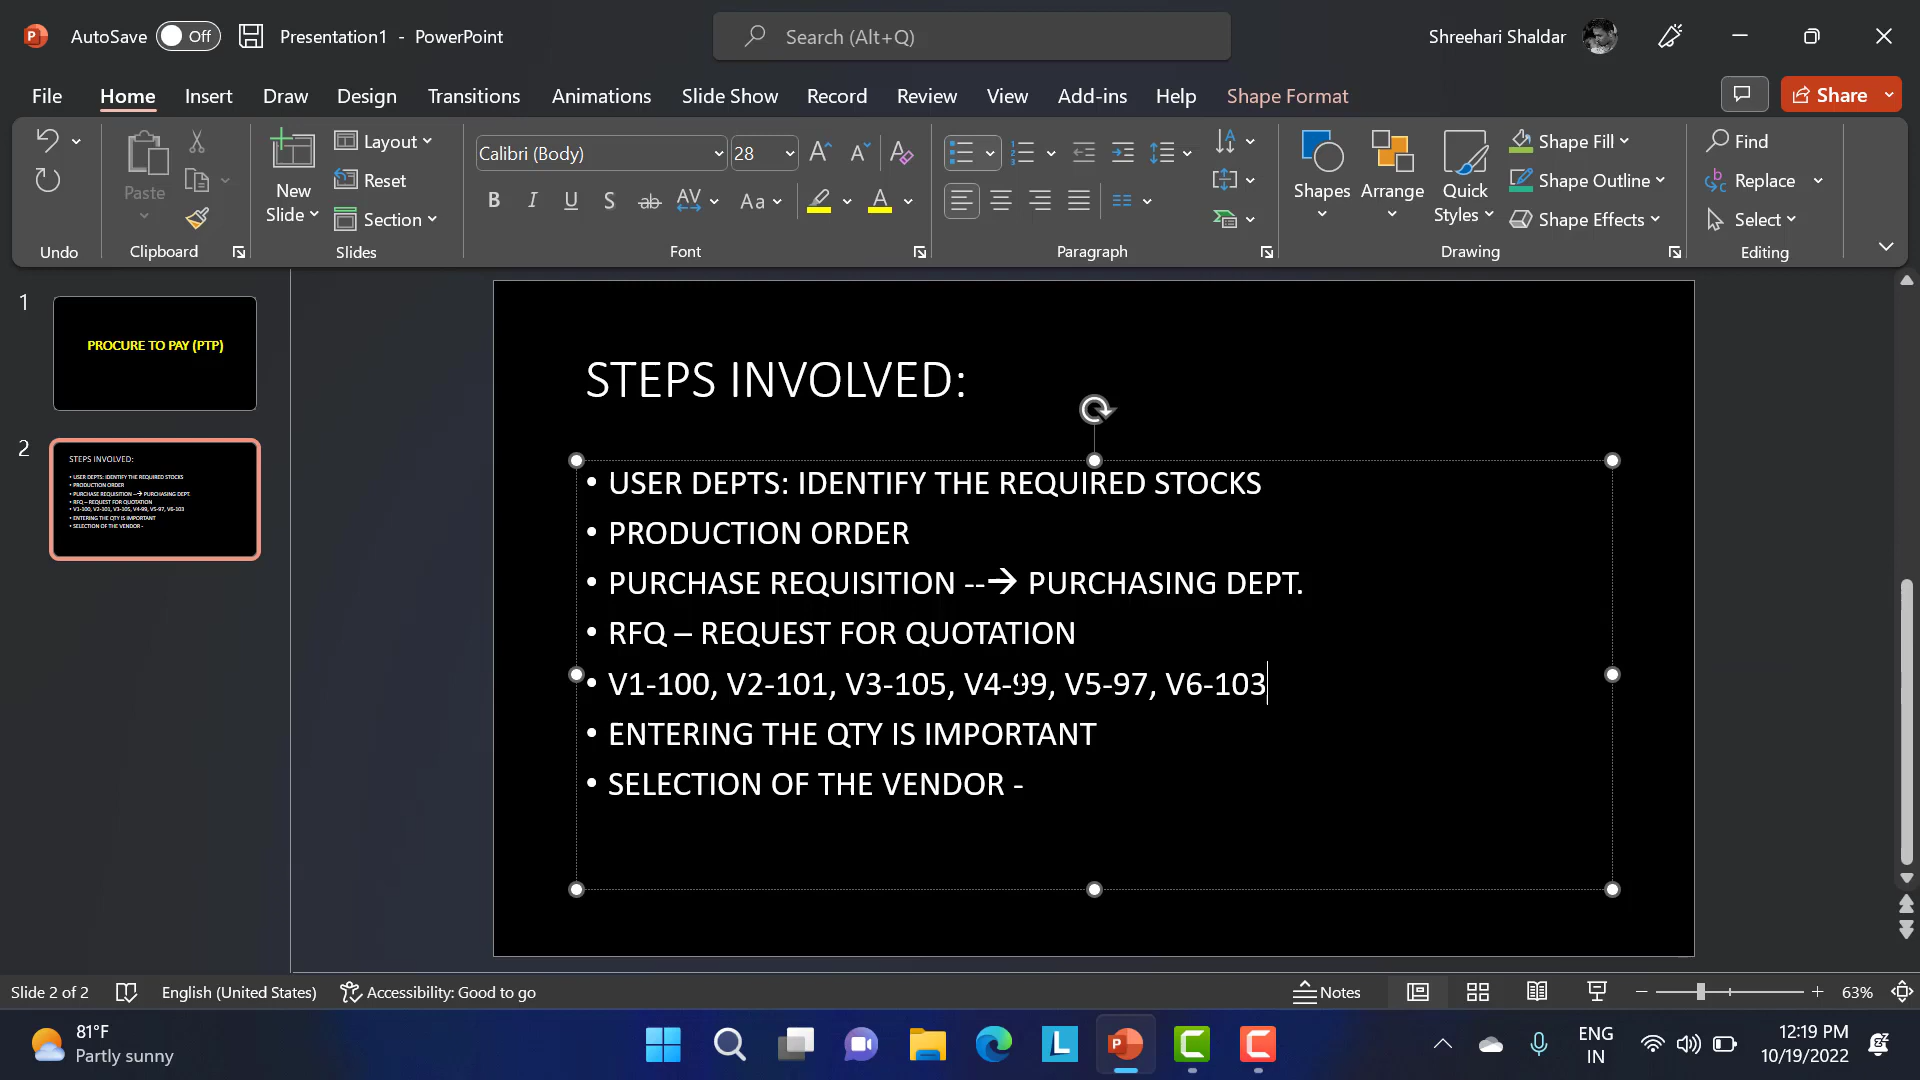 AutoSave Off Presentation1 - PowerPoint Search (Alt+Q) Shreehari Shaldar
File Home Insert Draw Design Transitions Animations Slide Show Record Review View Add-ins Help Shape Format Share
Paste New Slide Layout Reset Section Calibri (Body) 28 B I U S ab AV Aa A Shapes Arrange Quick Styles Shape Fill Shape Outline Shape Effects Find Replace Select
Undo Clipboard Slides Font Paragraph Drawing Editing
1
PROCURE TO PAY (PTP)
2
STEPS INVOLVED:
• USER DEPTS: IDENTIFY THE REQUIRED STOCKS
• PRODUCTION ORDER
• PURCHASE REQUISITION --→ PURCHASING DEPT.
• RFQ – REQUEST FOR QUOTATION
• V1-100, V2-101, V3-105, V4-99, V5-97, V6-103
• ENTERING THE QTY IS IMPORTANT
• SELECTION OF THE VENDOR -
STEPS INVOLVED:
• USER DEPTS: IDENTIFY THE REQUIRED STOCKS
• PRODUCTION ORDER
• PURCHASE REQUISITION --→ PURCHASING DEPT.
• RFQ – REQUEST FOR QUOTATION
• V1-100, V2-101, V3-105, V4-99, V5-97, V6-103
• ENTERING THE QTY IS IMPORTANT
• SELECTION OF THE VENDOR -
Slide 2 of 2 English (United States) Accessibility: Good to go Notes 63%
81°F
Partly sunny
ENG
IN
12:19 PM
10/19/2022